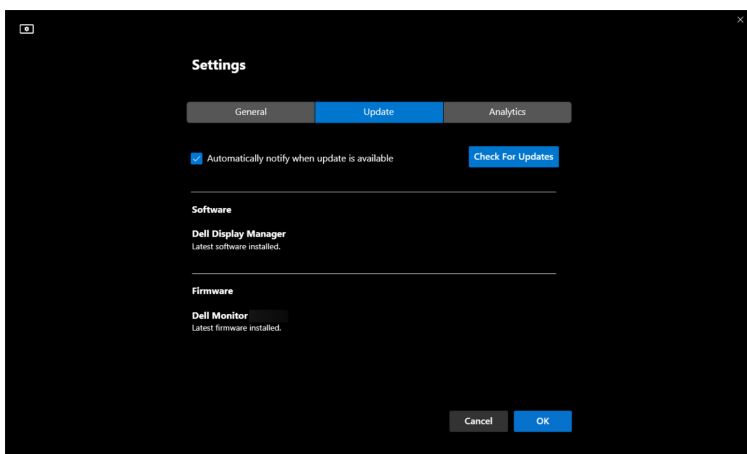 Settings
General Update Analytics
Automatically notify when update is available Check For Updates
Software
Dell Display Manager
Latest software installed.
Firmware
Dell Monitor
Latest firmware installed.
Cancel OK